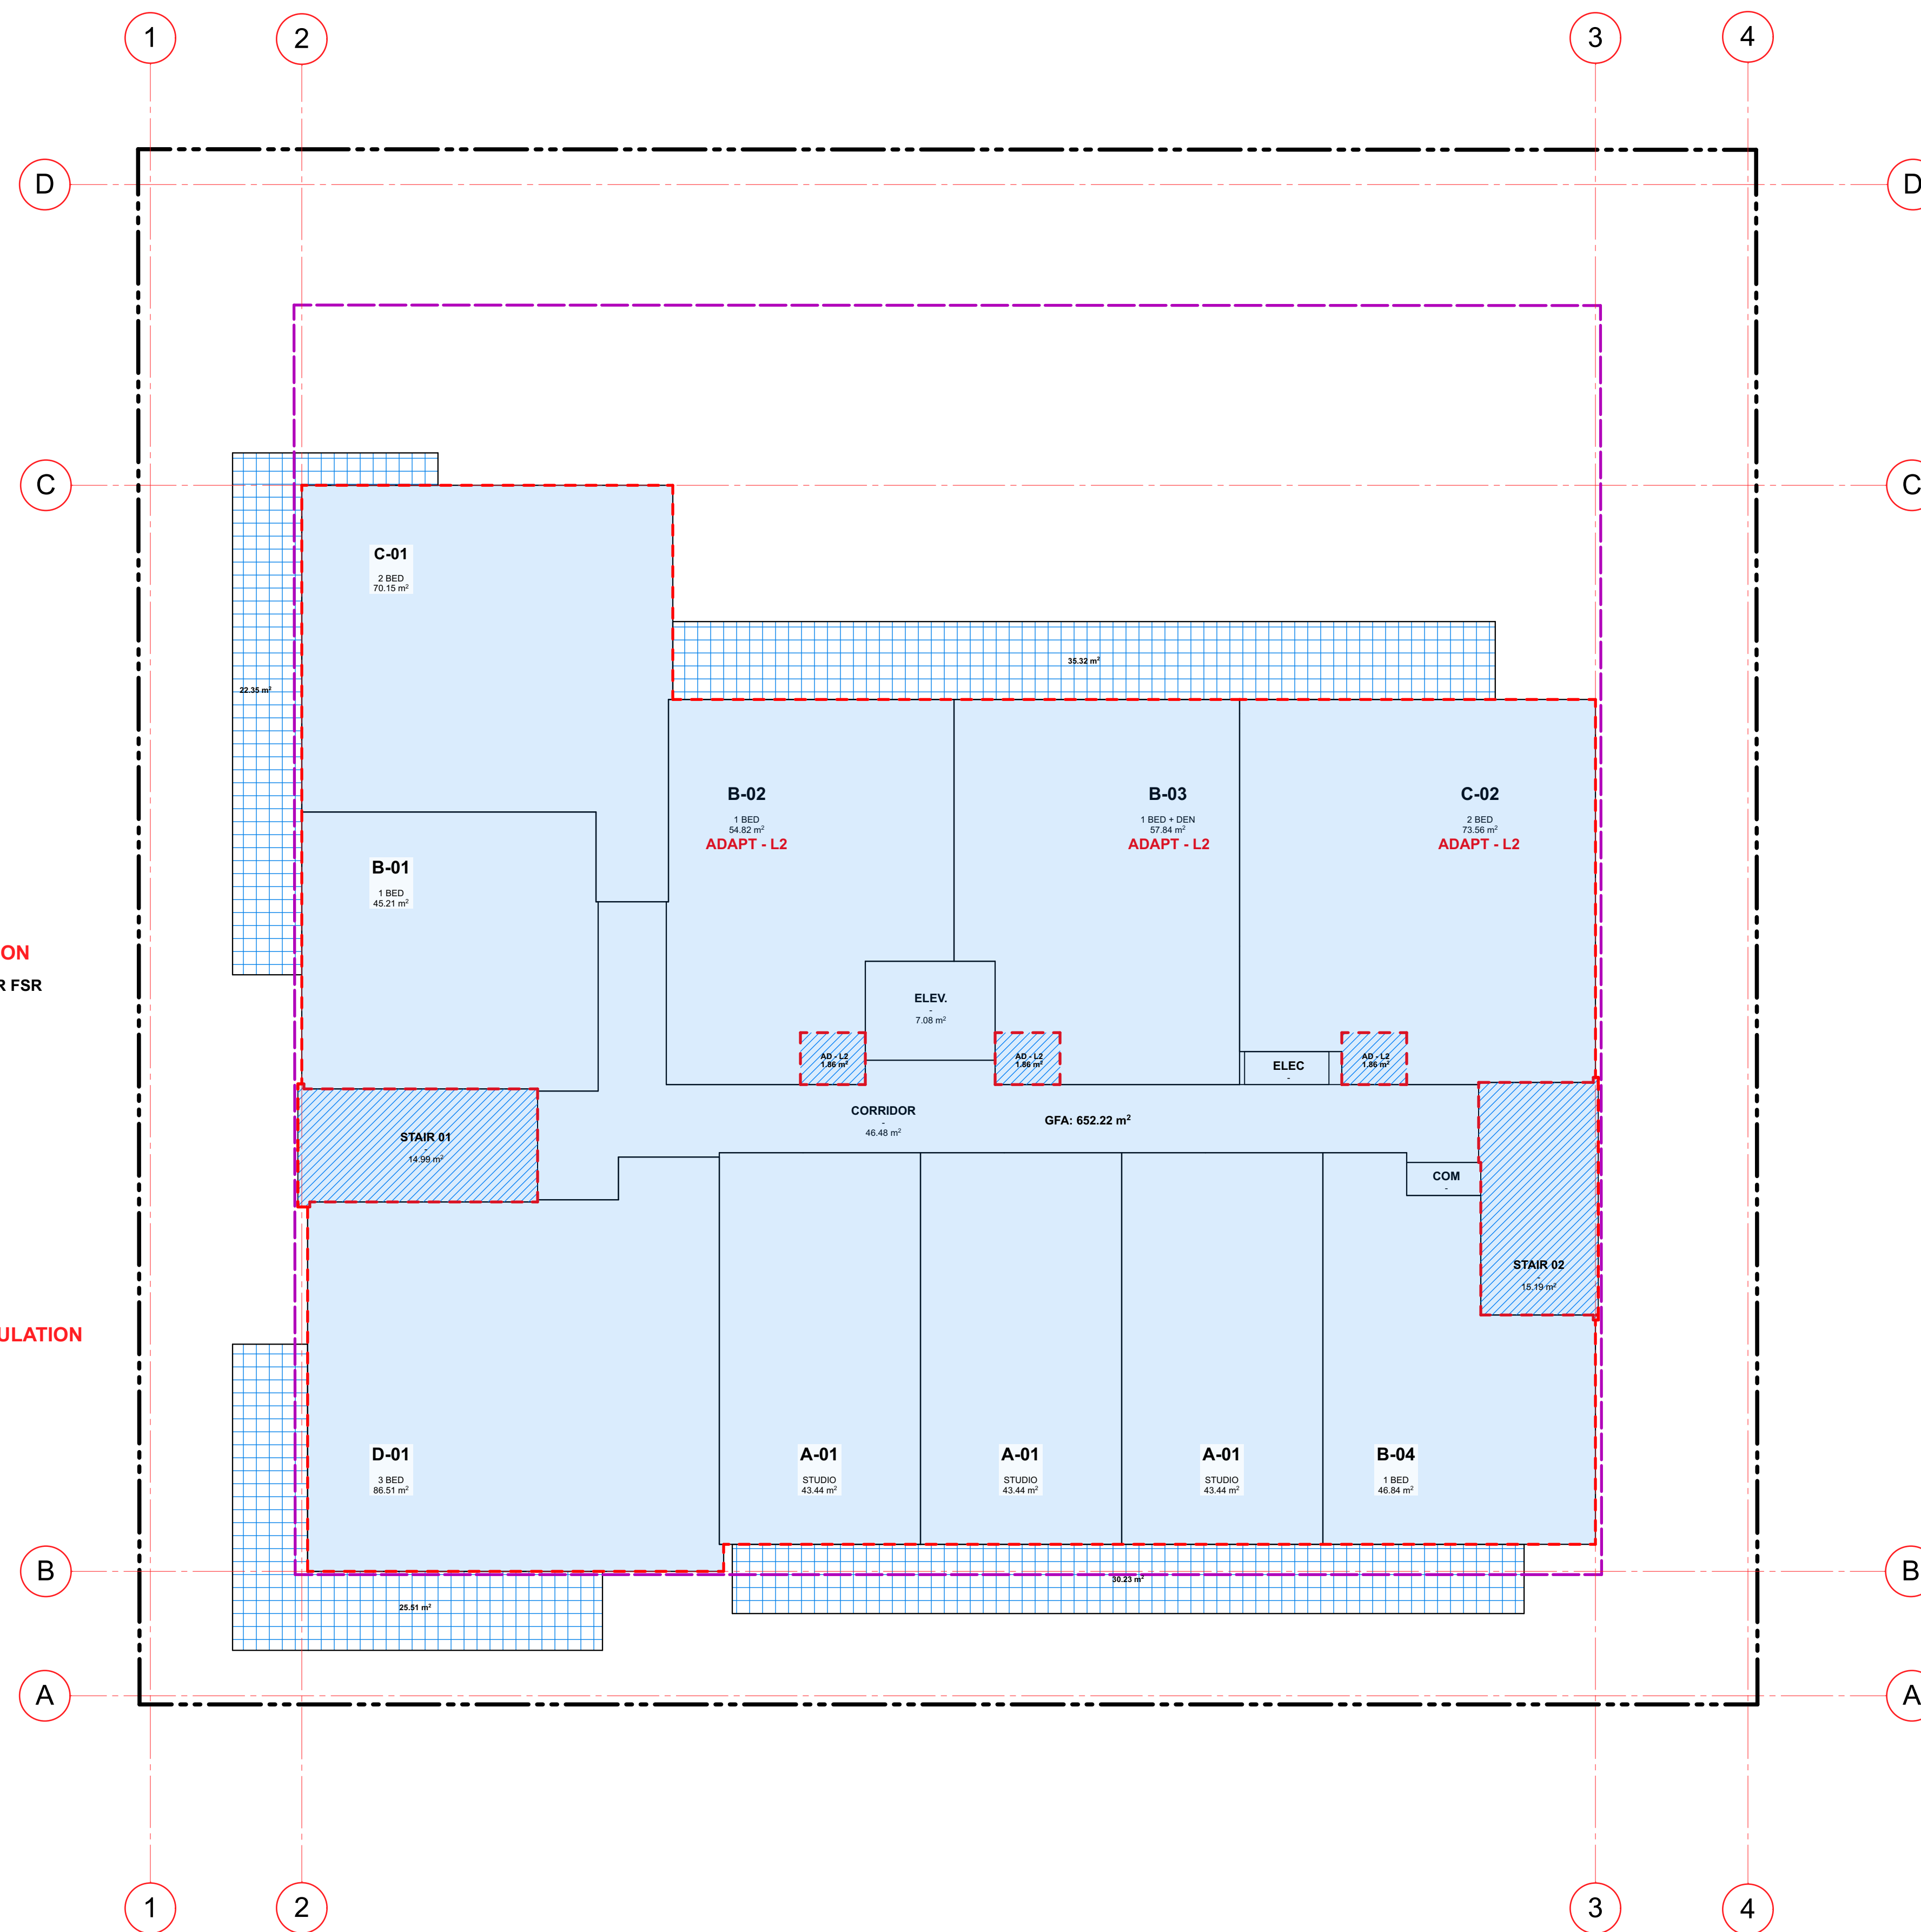 1
2
3
4
D
D
C
C
C-01
2 BED
70.15 m²
35.32 m²
22.35 m²
B-02
1 BED
54.82 m²
ADAPT - L2
B-03
1 BED + DEN
57.84 m²
ADAPT - L2
C-02
2 BED
73.56 m²
ADAPT - L2
B-01
1 BED
45.21 m²
ON
R FSR
ELEV.
-
7.08 m²
AD - L2
1.86 m²
AD - L2
1.86 m²
ELEC
-
AD - L2
1.86 m²
CORRIDOR
-
46.48 m²
GFA: 652.22 m²
STAIR 01
-
14.99 m²
COM
-
STAIR 02
-
15.19 m²
ULATION
D-01
3 BED
86.51 m²
A-01
STUDIO
43.44 m²
A-01
STUDIO
43.44 m²
A-01
STUDIO
43.44 m²
B-04
1 BED
46.84 m²
B
B
30.23 m²
25.51 m²
A
A
1
2
3
4